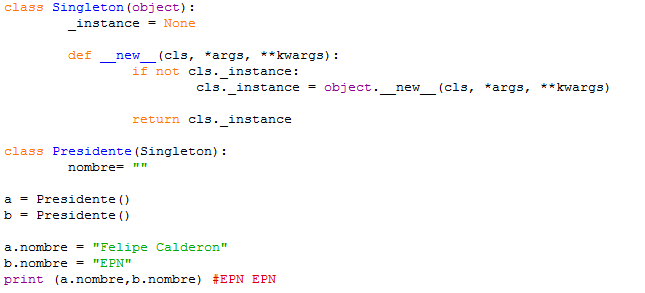 class Singleton(object):
_instance = None
def __new__(cls, *args, **kwargs):
if not cls._instance:
cls._instance = object.__new__(cls, *args, **kwargs)
return cls._instance
class Presidente(Singleton):
nombre= ""
a = Presidente()
b = Presidente()
a.nombre = "Felipe Calderon"
b.nombre = "EPN"
print (a.nombre,b.nombre) #EPN EPN